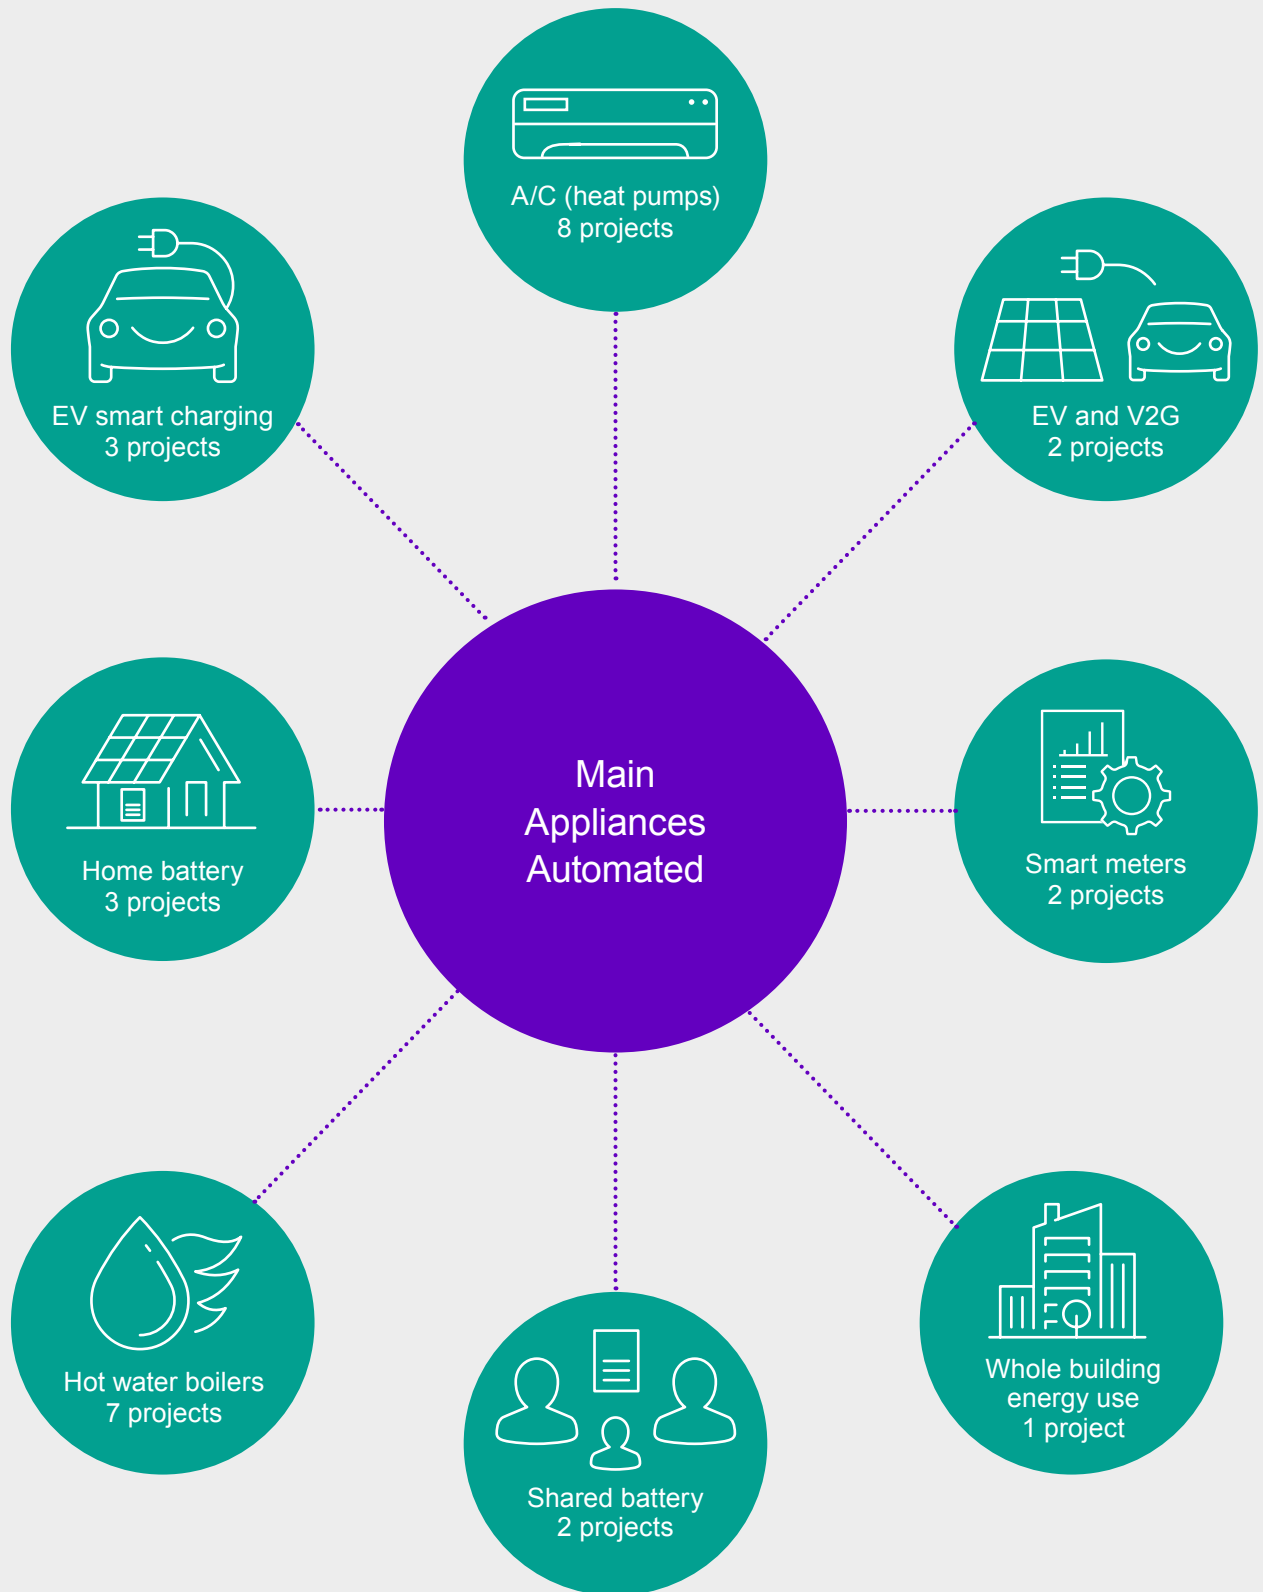 A/C (heat pumps)
8 projects
EV smart charging
3 projects
EV and V2G
2 projects
Main
Appliances
Automated
Home battery
3 projects
Smart meters
2 projects
Hot water boilers
7 projects
Whole building
energy use
1 project
Shared battery
2 projects